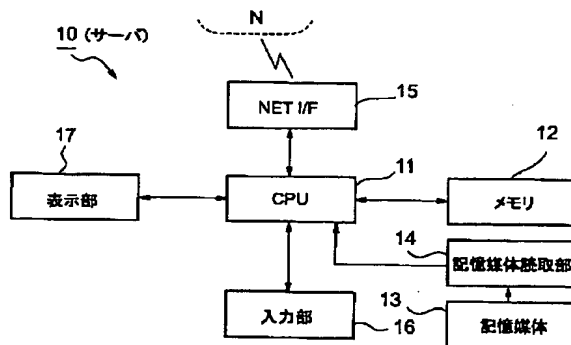 N
10 (サーバ)
NET I/F
15
17
11
12
表示部
CPU
メモリ
14
記憶媒体読取部
13
入力部
16
記憶媒体